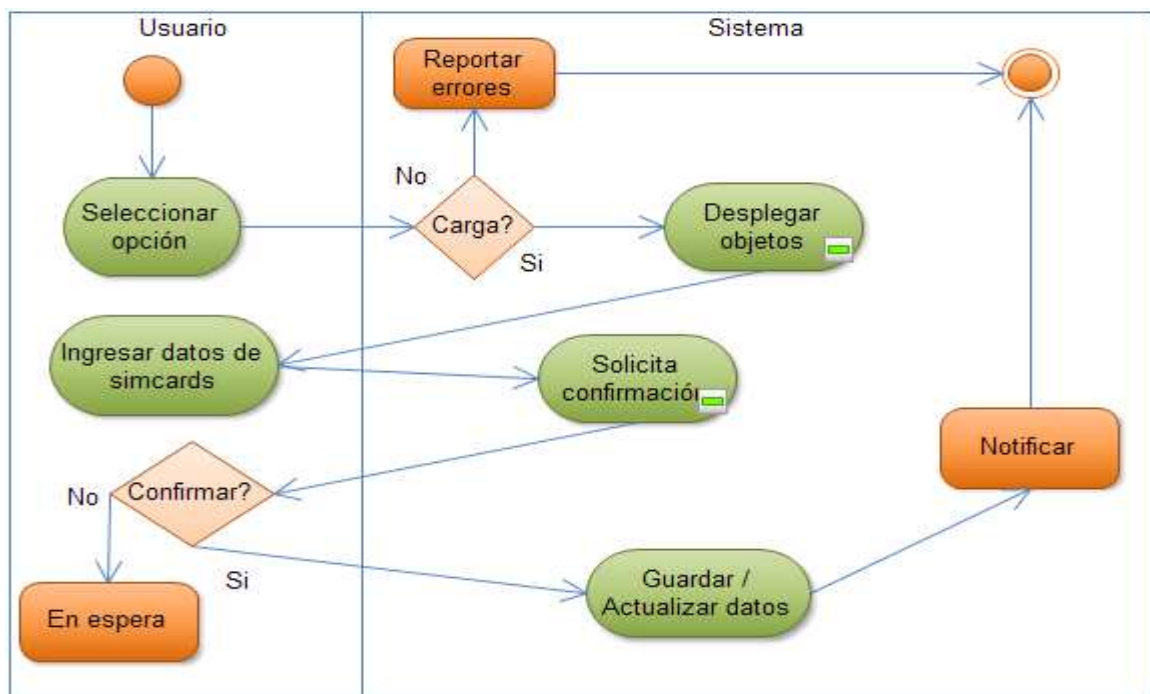 Usuario
Sistema
Reportar
errores
No
Seleccionar
opción
Carga?
Desplegar
objetos
Si
Ingresar datos de
simcards
Solicita
confirmación
Notificar
No
Confirmar?
Si
Guardar /
Actualizar datos
En espera